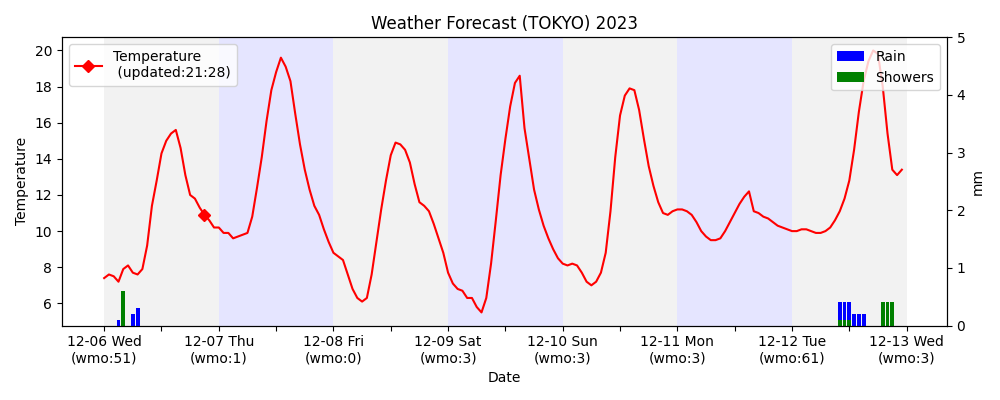 Weather Forecast (TOKYO) 2023
Temperature
(updated:21:28)
Rain
Showers
Temperature
20
18
16
14
12
10
8
6
5
4
3
2
1
0
mm
12-06 Wed
(wmo:51)
12-07 Thu
(wmo:1)
12-08 Fri
(wmo:0)
12-09 Sat
(wmo:3)
12-10 Sun
(wmo:3)
12-11 Mon
(wmo:3)
12-12 Tue
(wmo:61)
12-13 Wed
(wmo:3)
Date